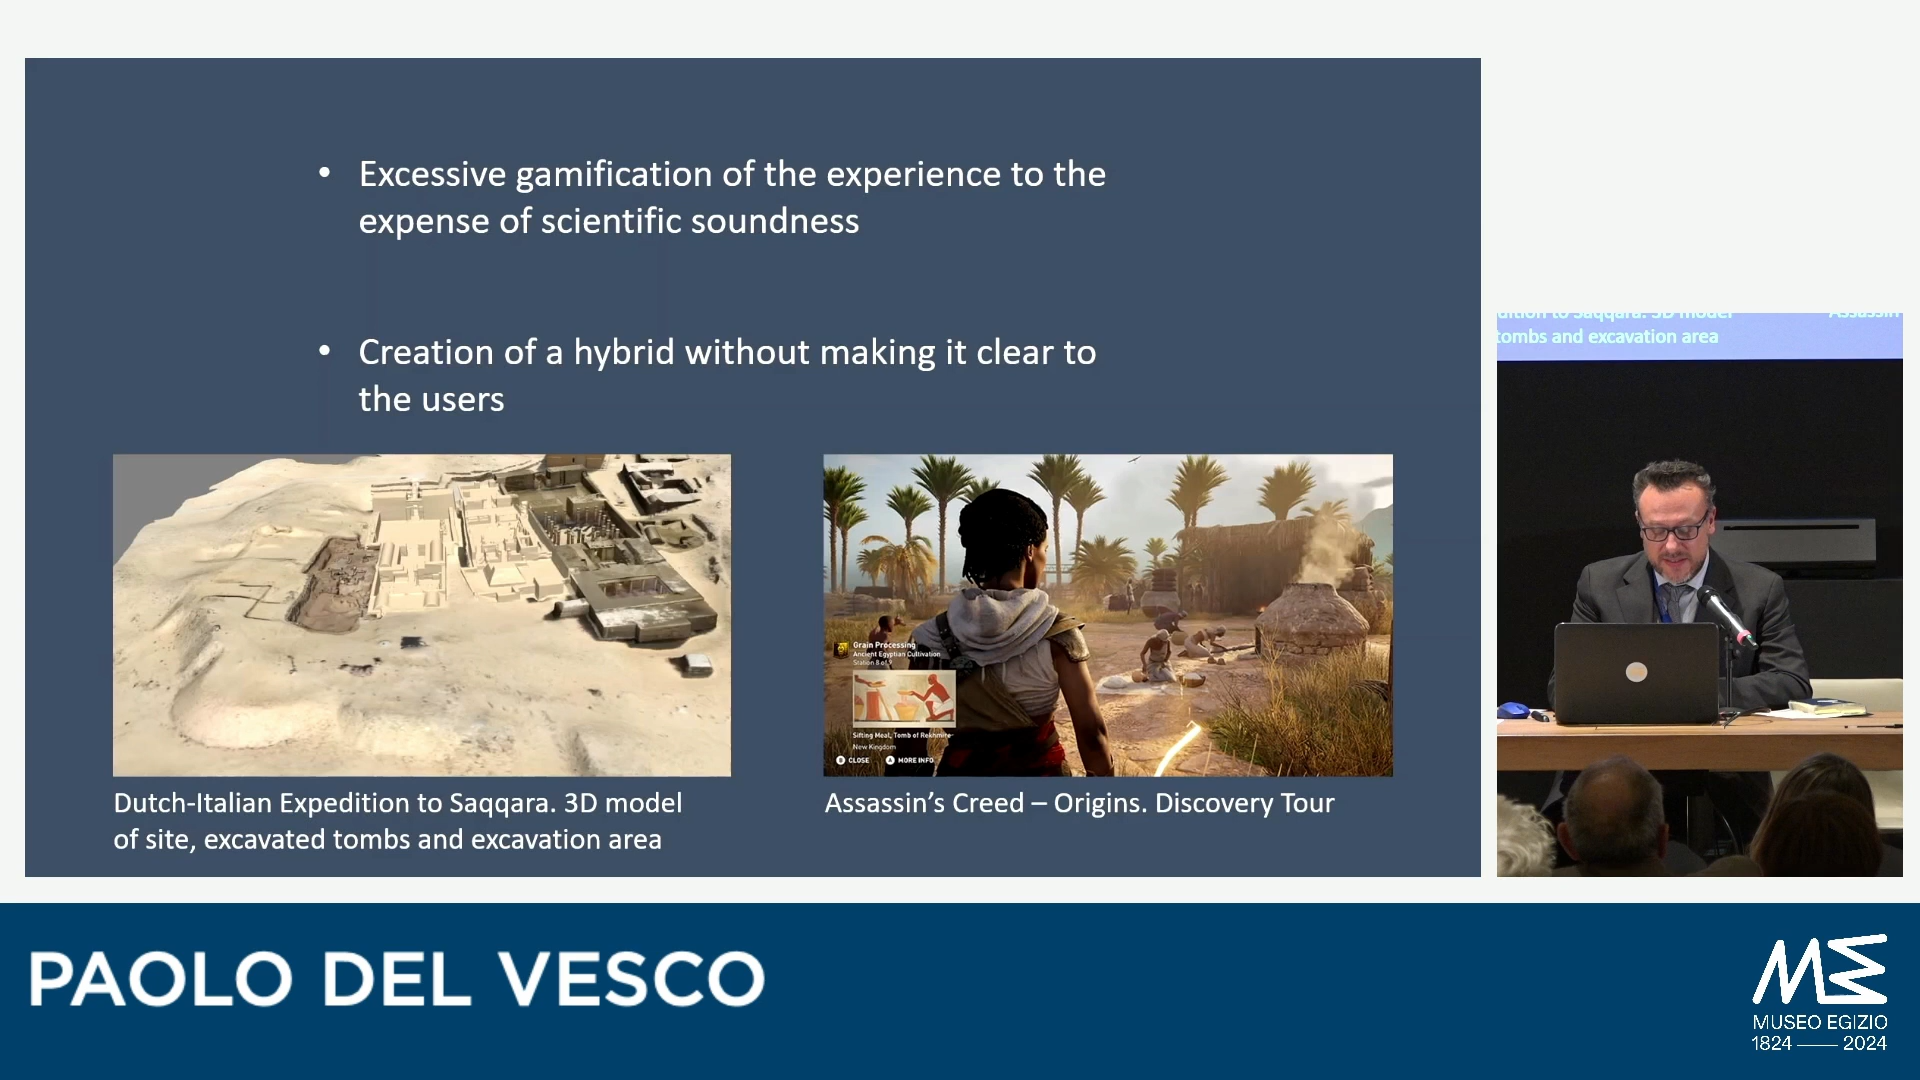 • Excessive gamification of the experience to the
expense of scientific soundness
• Creation of a hybrid without making it clear to
the users
Grain Processing
Ancient Egyptian Cultivation
Station 8 of 9
Sifting Meal, Tomb of Rekhmire
New Kingdom
B CLOSE A MORE INFO
Dutch-Italian Expedition to Saqqara. 3D model
of site, excavated tombs and excavation area
Assassin’s Creed – Origins. Discovery Tour
dition to Saqqara. 3D model
Assassin
tombs and excavation area
PAOLO DEL VESCO
ME
MUSEO EGIZIO
1824 — 2024